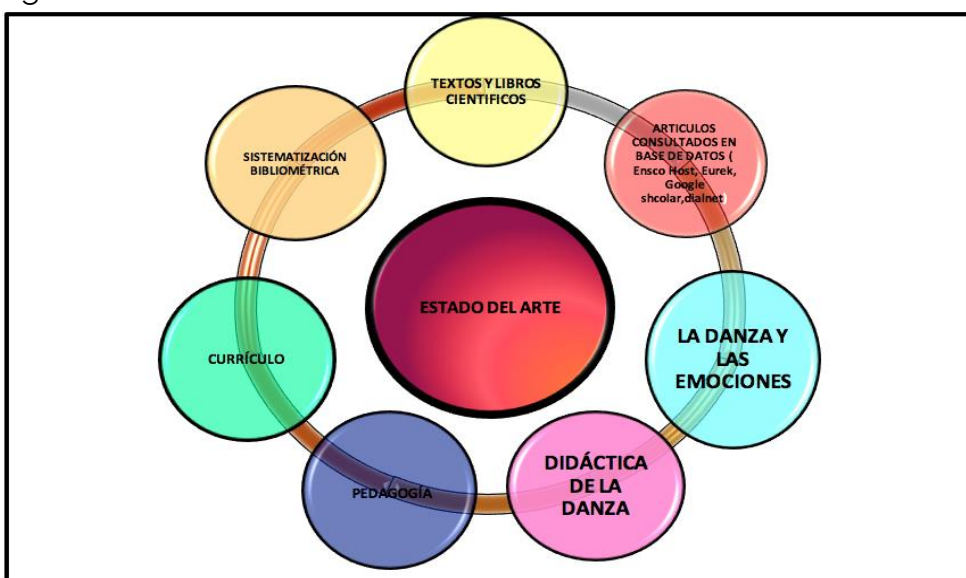 TEXTOS Y LIBROS
CIENTIFICOS
ARTICULOS
CONSULTADOS EN
BASE DE DATOS (
Ensco Host, Eurek,
Google
shcolar,dialnet)
LA DANZA Y
LAS
EMOCIONES
DIDÁCTICA
DE LA
DANZA
PEDAGOGÍA
CURRÍCULO
SISTEMATIZACIÓN
BIBLIOMÉTRICA
ESTADO DEL ARTE